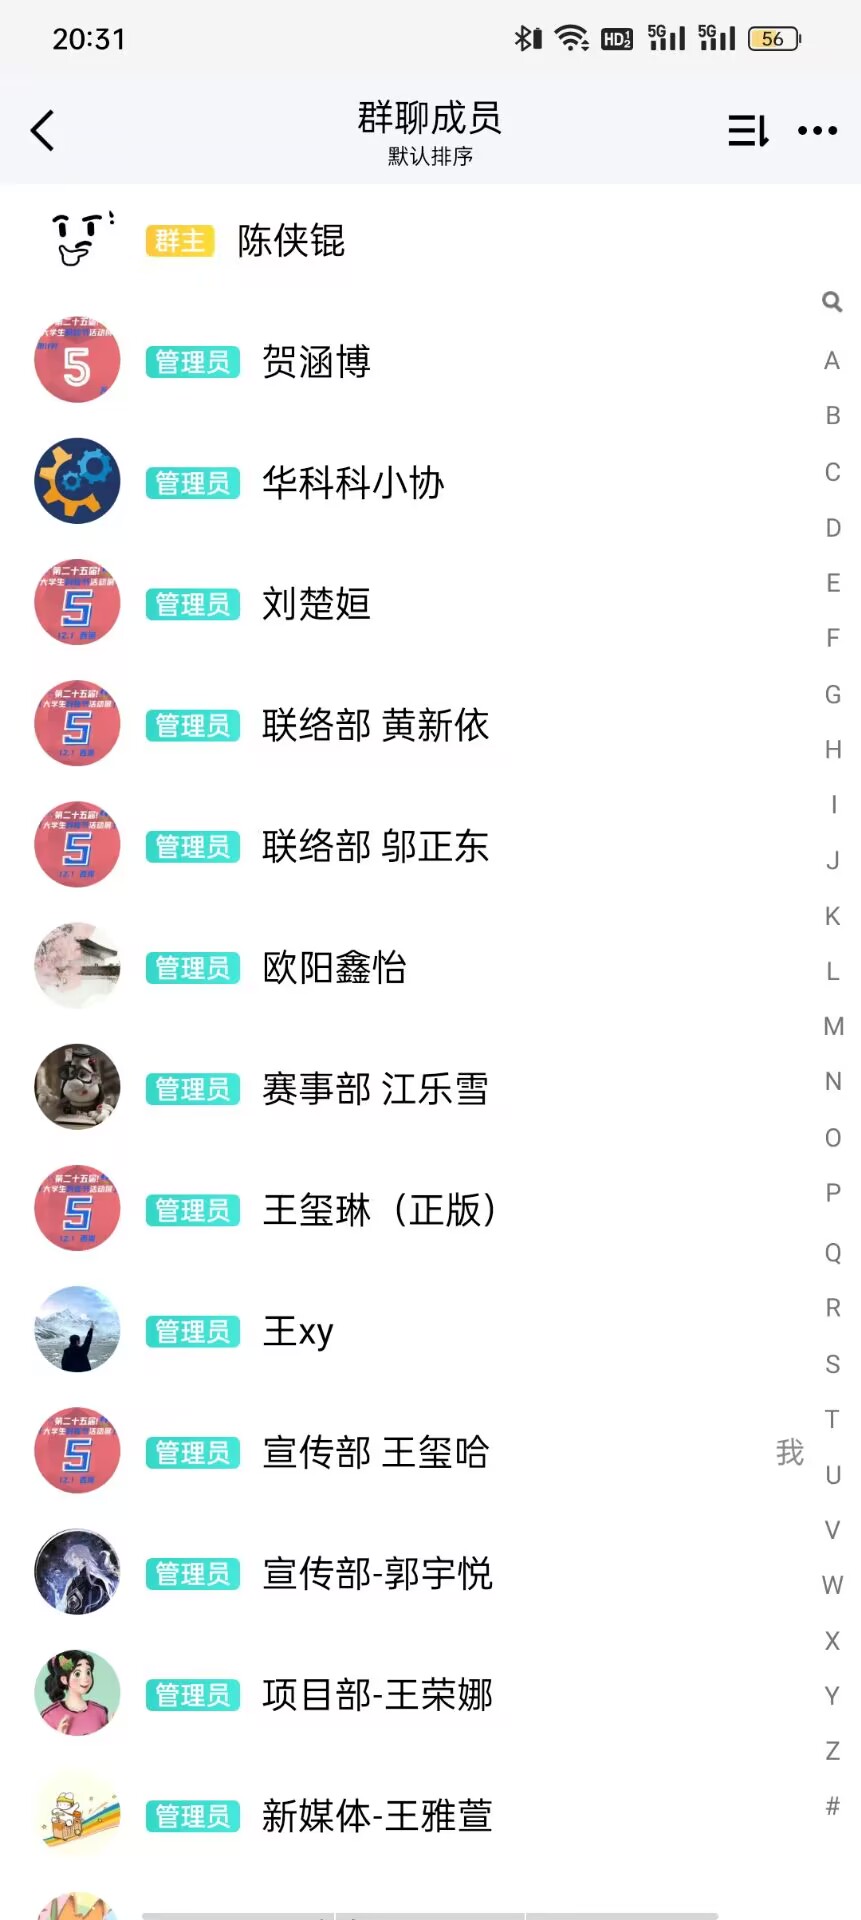 20:31
HD 5G 5G 56
群聊成员
默认排序
群主 陈侠锟
管理员 贺涵博
管理员 华科科小协
管理员 刘楚姮
管理员 联络部 黄新依
管理员 联络部 邬正东
管理员 欧阳鑫怡
管理员 赛事部 江乐雪
管理员 王玺琳（正版）
管理员 王xy
管理员 宣传部 王玺哈
我
管理员 宣传部-郭宇悦
管理员 项目部-王荣娜
管理员 新媒体-王雅萱
A
B
C
D
E
F
G
H
I
J
K
L
M
N
O
P
Q
R
S
T
U
V
W
X
Y
Z
#